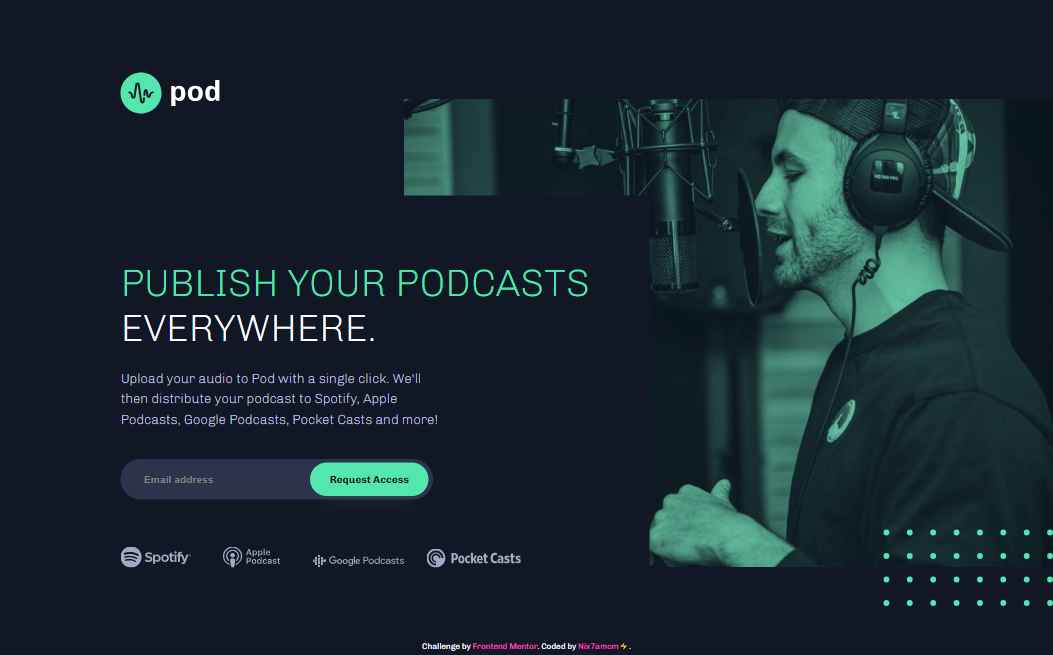 pod
PUBLISH YOUR PODCASTS
EVERYWHERE.
Upload your audio to Pod with a single click. We'll
then distribute your podcast to Spotify, Apple
Podcasts, Google Podcasts, Pocket Casts and more!
Email address
Request Access
Spotify
Apple
Podcast
Google Podcasts
Pocket Casts
Challenge by Frontend Mentor. Coded by Nix7amcm⚡.